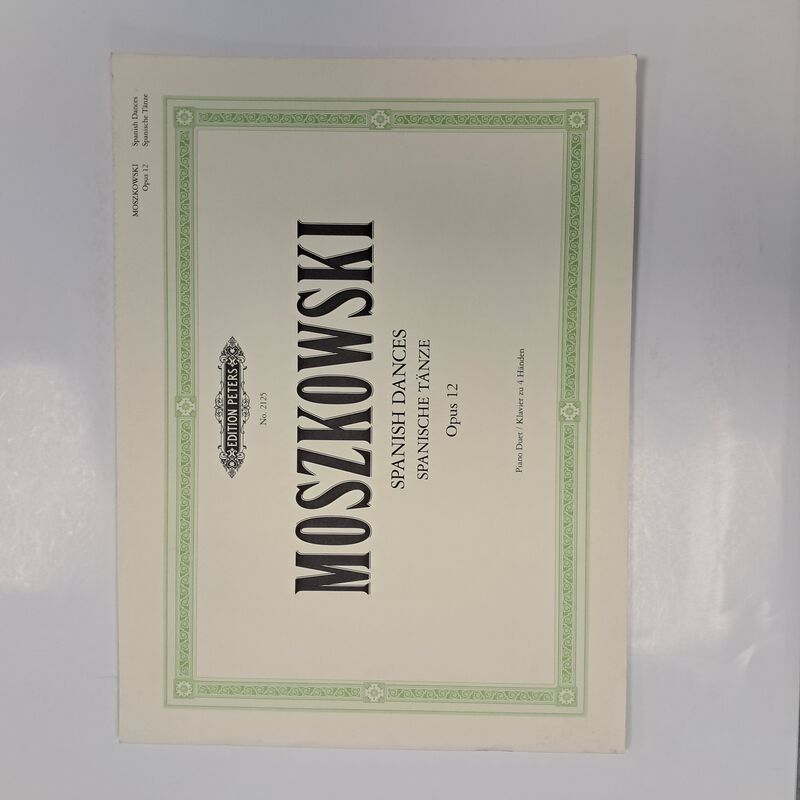 MOSZKOWSKI Spanish Dances
Opus 12 Spanische Tänze
EDITION PETERS
No. 2125
MOSZKOWSKI
SPANISH DANCES
SPANISCHE TÄNZE
Opus 12
Piano Duet / Klavier zu 4 Händen